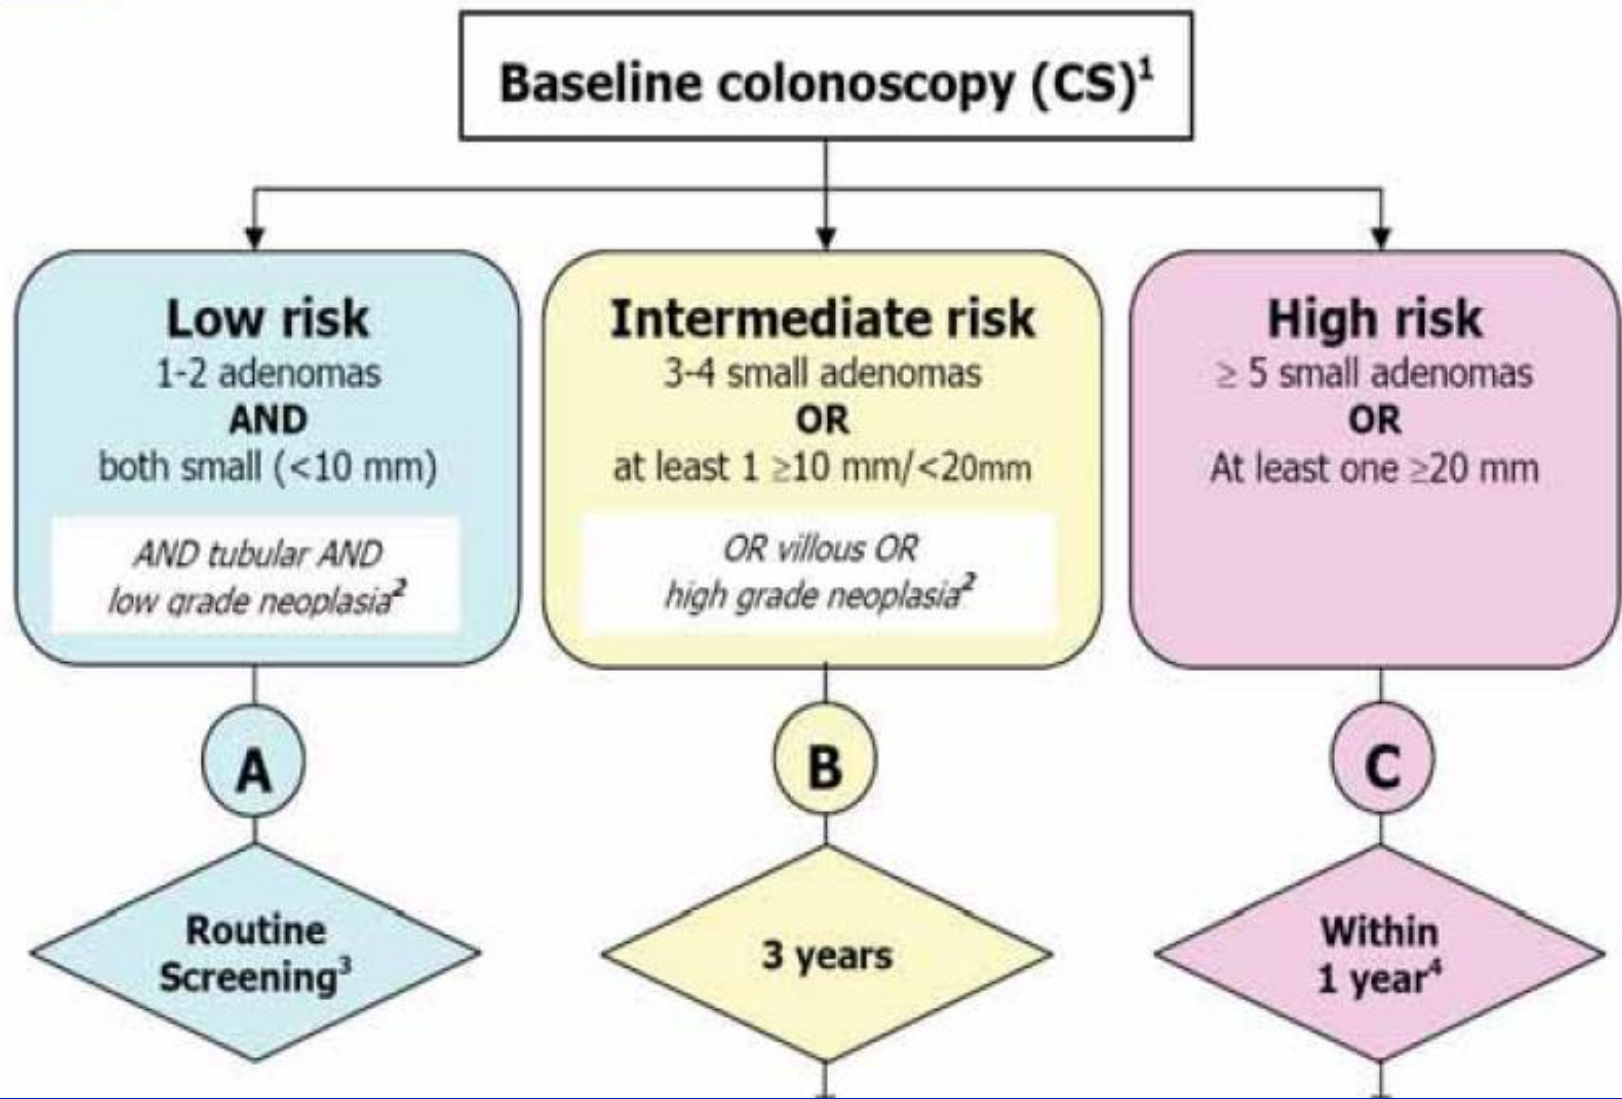 Baseline colonoscopy (CS)¹
Low risk
1-2 adenomas
AND
both small (<10 mm)
AND tubular AND
low grade neoplasia²
A
Routine
Screening³
Intermediate risk
3-4 small adenomas
OR
at least 1 ≥10 mm/<20mm
OR villous OR
high grade neoplasia²
B
3 years
High risk
≥ 5 small adenomas
OR
At least one ≥20 mm
C
Within
1 year⁴